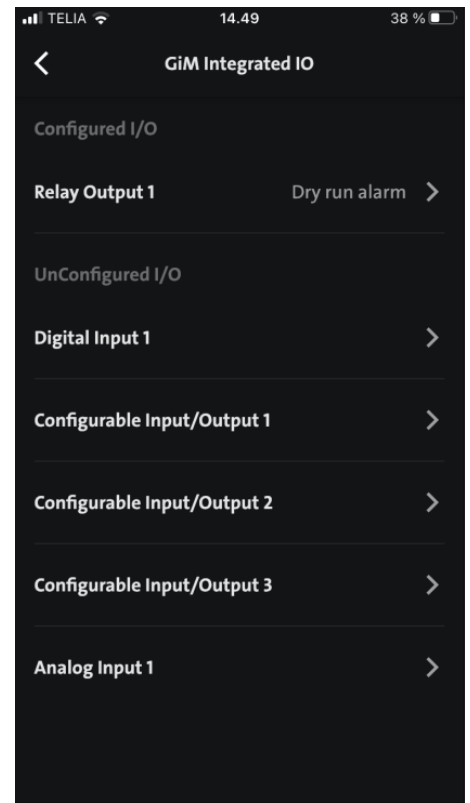 TELIA 14.49 38 %
GiM Integrated IO
Configured I/O
Relay Output 1 Dry run alarm
UnConfigured I/O
Digital Input 1
Configurable Input/Output 1
Configurable Input/Output 2
Configurable Input/Output 3
Analog Input 1